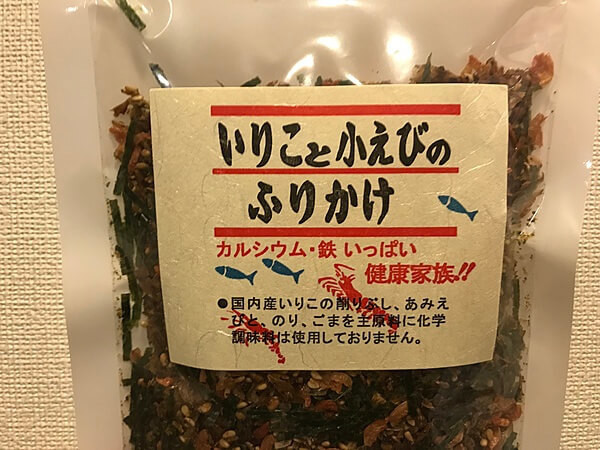 いりこと小えびの
ふりかけ
カルシウム・鉄 いっぱい
健康家族!!
●国内産いりこの削りぶし、あみえ
びと、のり、ごまを主原料に化学
調味料は使用しておりません。